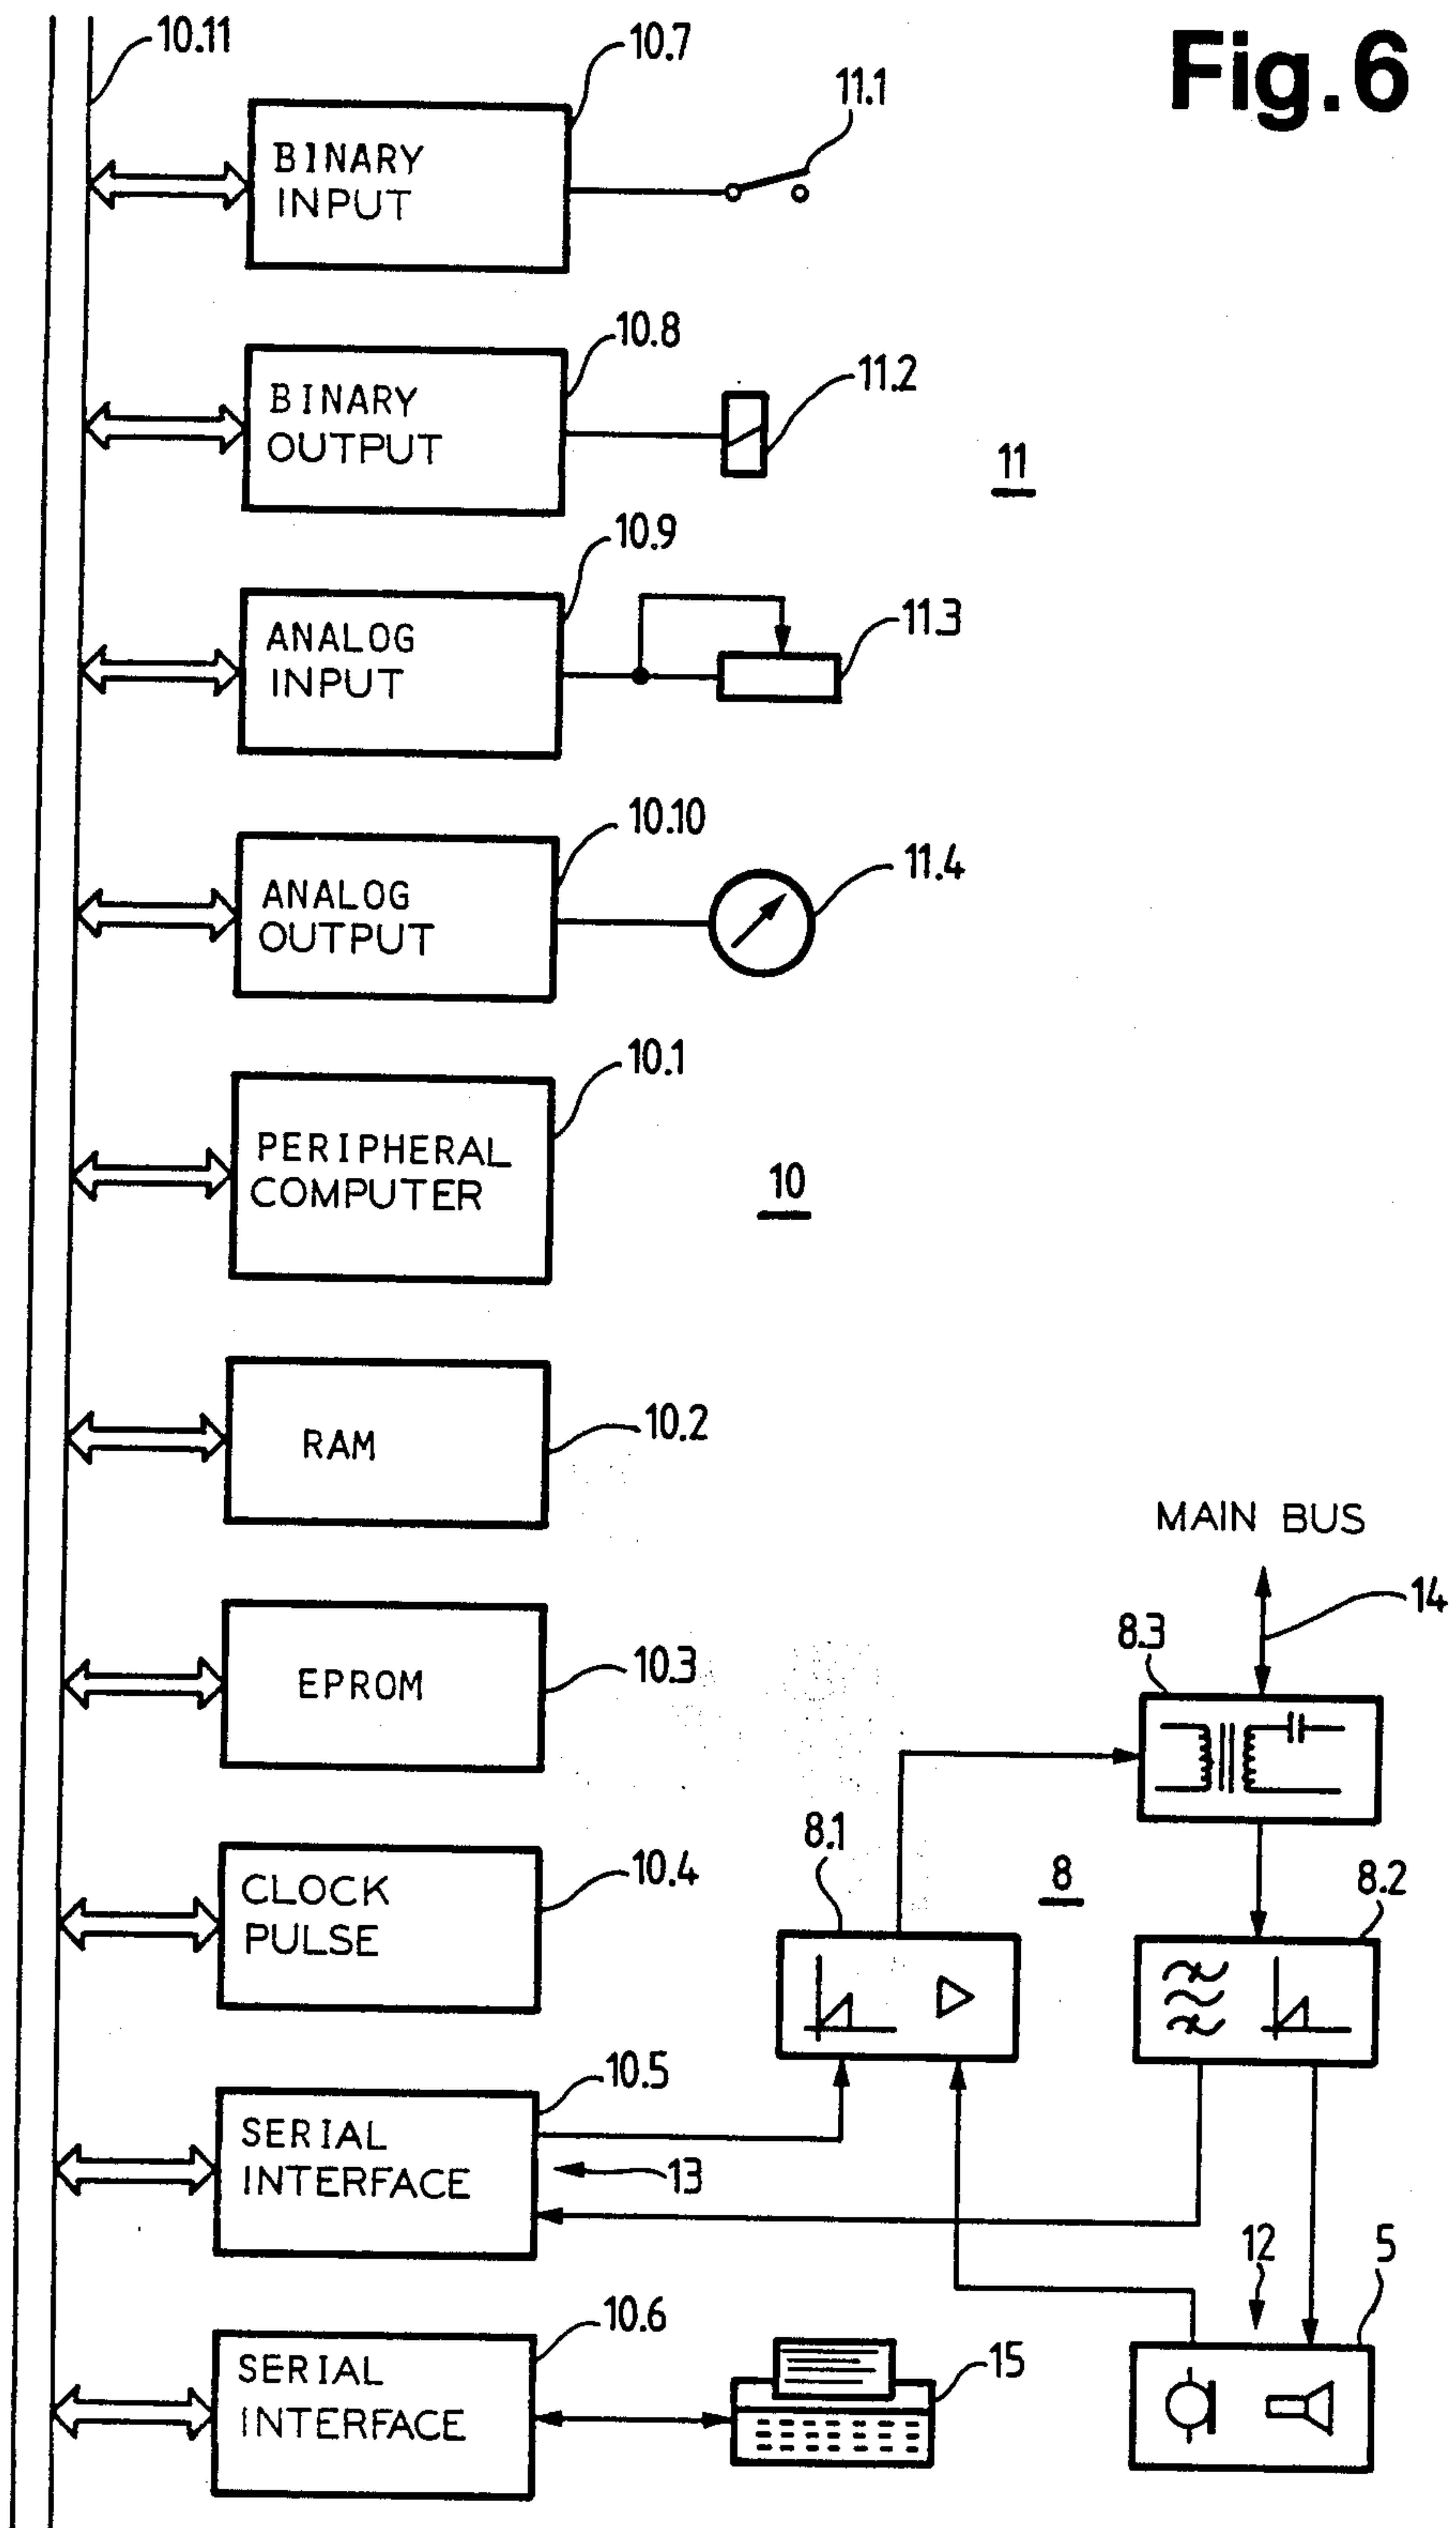 Fig.6
10.11
10.7
11.1
BINARY
INPUT
10.8
11.2
BINARY
OUTPUT
11
10.9
11.3
ANALOG
INPUT
10.10
11.4
ANALOG
OUTPUT
10.1
PERIPHERAL
COMPUTER
10
10.2
RAM
MAIN BUS
14
10.3
EPROM
8.3
8.1
8
8.2
10.4
CLOCK
PULSE
10.5
SERIAL
INTERFACE
13
12
5
10.6
SERIAL
INTERFACE
15